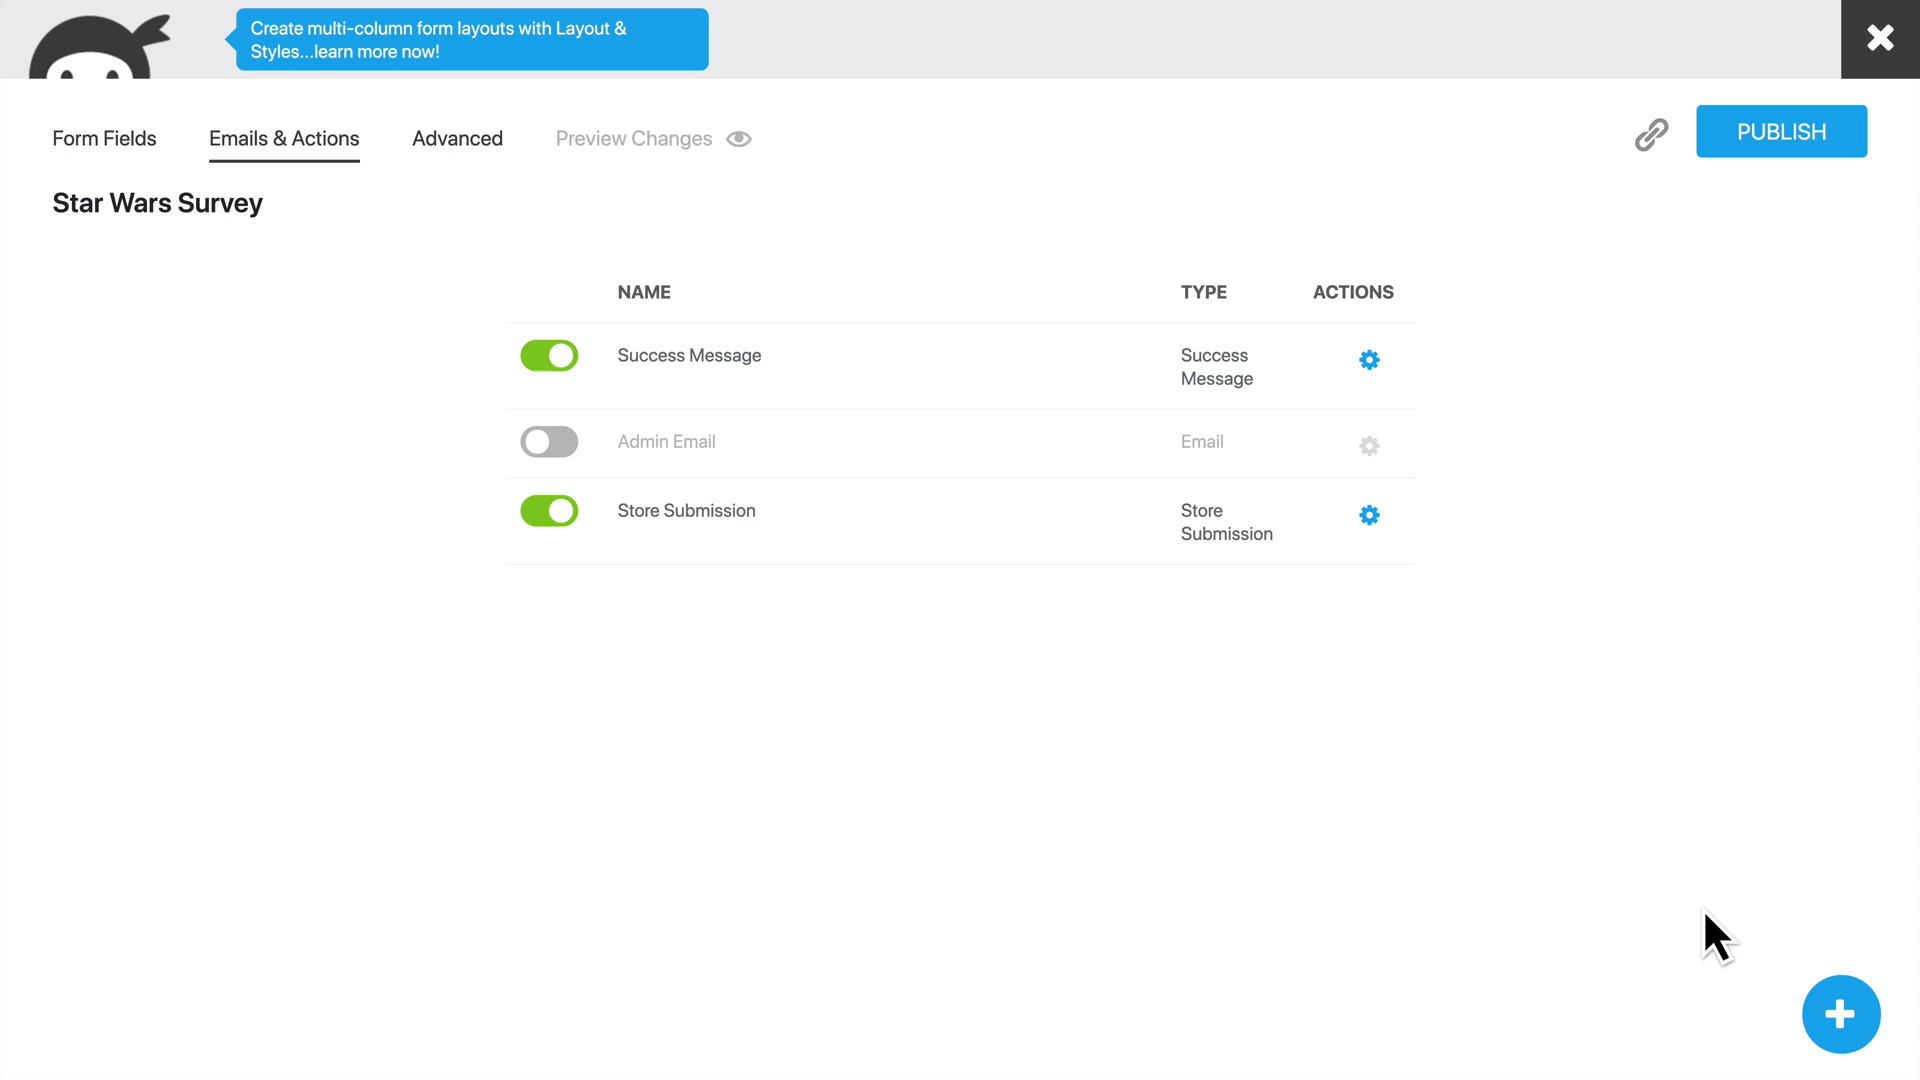 Create multi-column form layouts with Layout &
Styles...learn more now!
Form Fields
Emails & Actions
Advanced
Preview Changes
PUBLISH
Star Wars Survey
NAME
TYPE
ACTIONS
Success Message
Success
Message
Admin Email
Email
Store Submission
Store
Submission